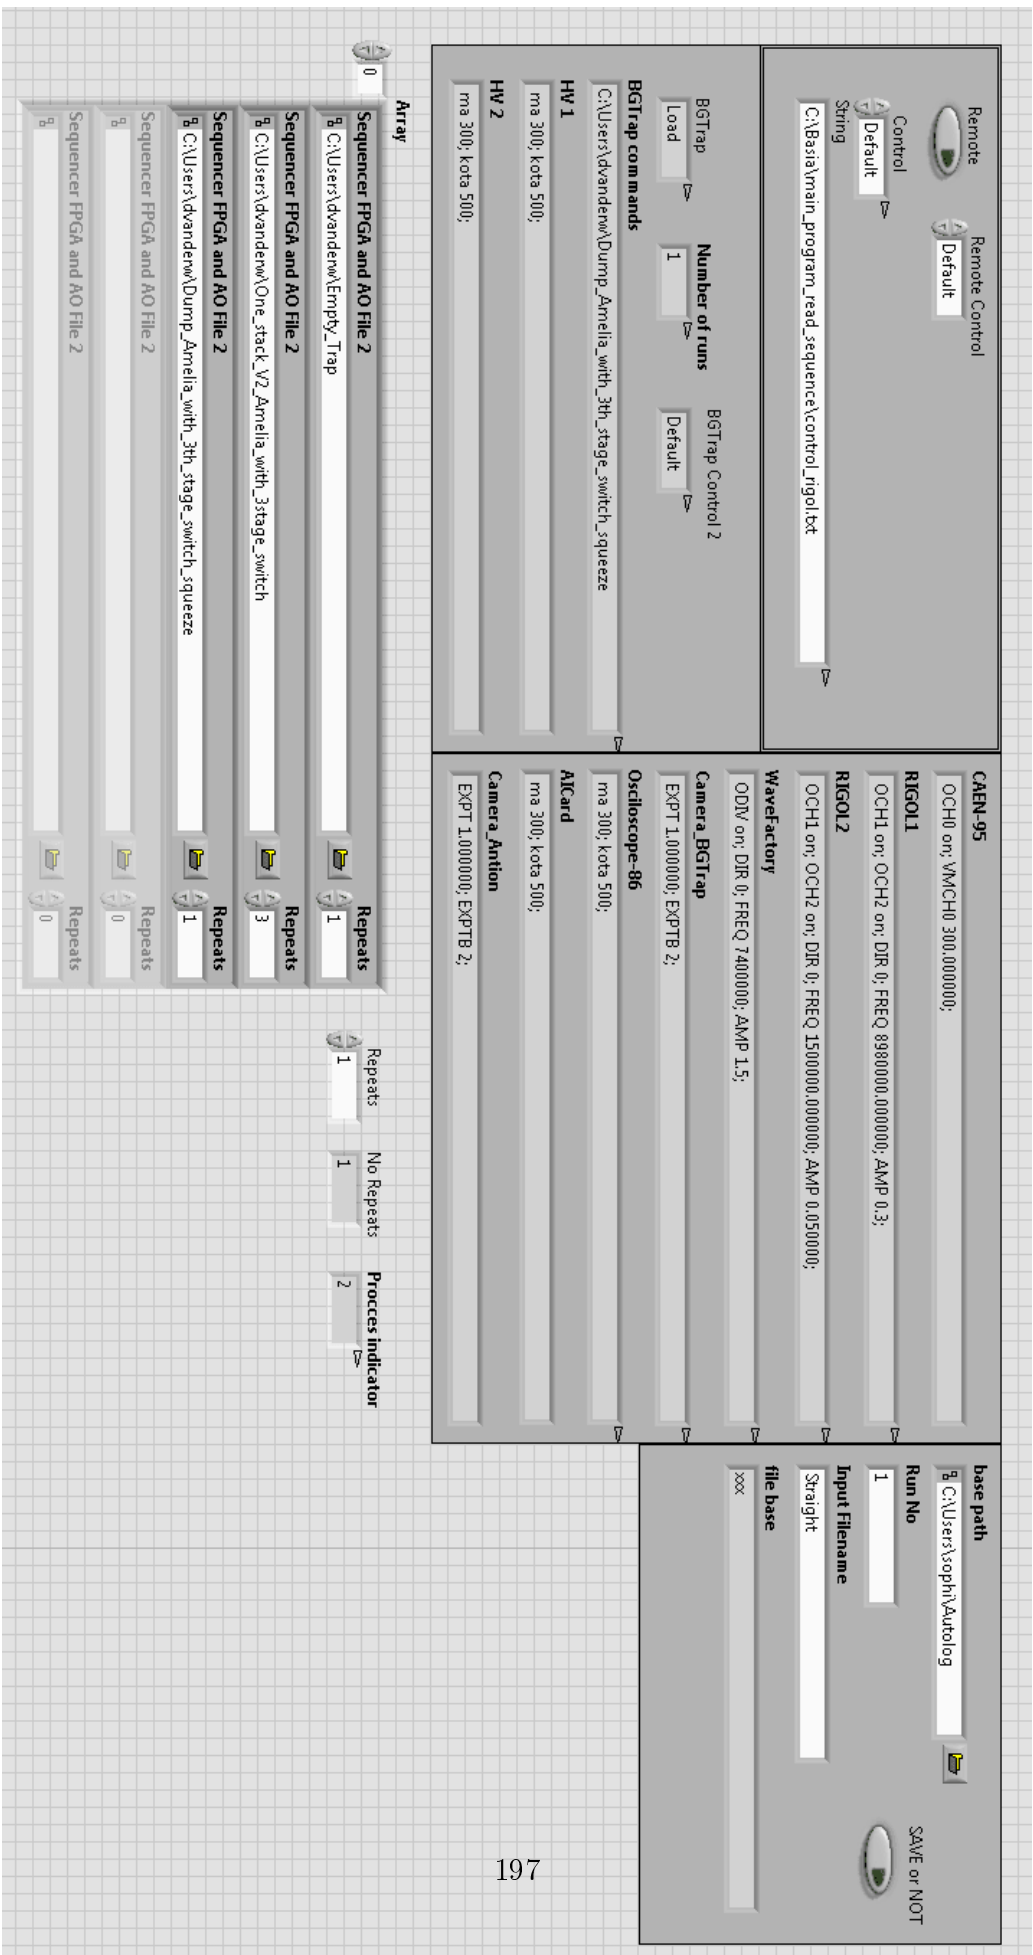 Remote
Remote Control
Default
Control
Default
String
C:\Basia\main_program_read_sequence\control_rigol.txt
BGTrap
Load
Number of runs
1
BGTrap Control 2
Default
BGTrap commands
C:\Users\dvanderw\Dump_Amelia_with_3th_stage_switch_squeeze
HV 1
ma 300; kota 500;
HV 2
ma 300; kota 500;
CAEN-95
OCH0 on; VMCH0 300.000000;
RIGOL1
OCH1 on; OCH2 on; DIR 0; FREQ 8980000.000000; AMP 0.3;
RIGOL2
OCH1 on; OCH2 on; DIR 0; FREQ 1500000.000000; AMP 0.050000;
WaveFactory
ODIV on; DIR 0; FREQ 7400000; AMP 1.5;
Camera_BGTrap
EXPT 1.000000; EXPTB 2;
Osciloscope-86
ma 300; kota 500;
AICard
ma 300; kota 500;
Camera_Antion
EXPT 1.000000; EXPTB 2;
base path
C:\Users\sophi\Autolog
SAVE or NOT
Run No
1
Input Filename
Straight
file base
xxx
Array
0
Sequencer FPGA and AO File 2
Repeats
C:\Users\dvanderw\Empty_Trap
1
Sequencer FPGA and AO File 2
Repeats
C:\Users\dvanderw\One_stack_V2_Amelia_with_3stage_switch
3
Sequencer FPGA and AO File 2
Repeats
C:\Users\dvanderw\Dump_Amelia_with_3th_stage_switch_squeeze
1
Sequencer FPGA and AO File 2
Repeats
0
Sequencer FPGA and AO File 2
Repeats
0
Repeats
1
No Repeats
1
Procces indicator
2
197